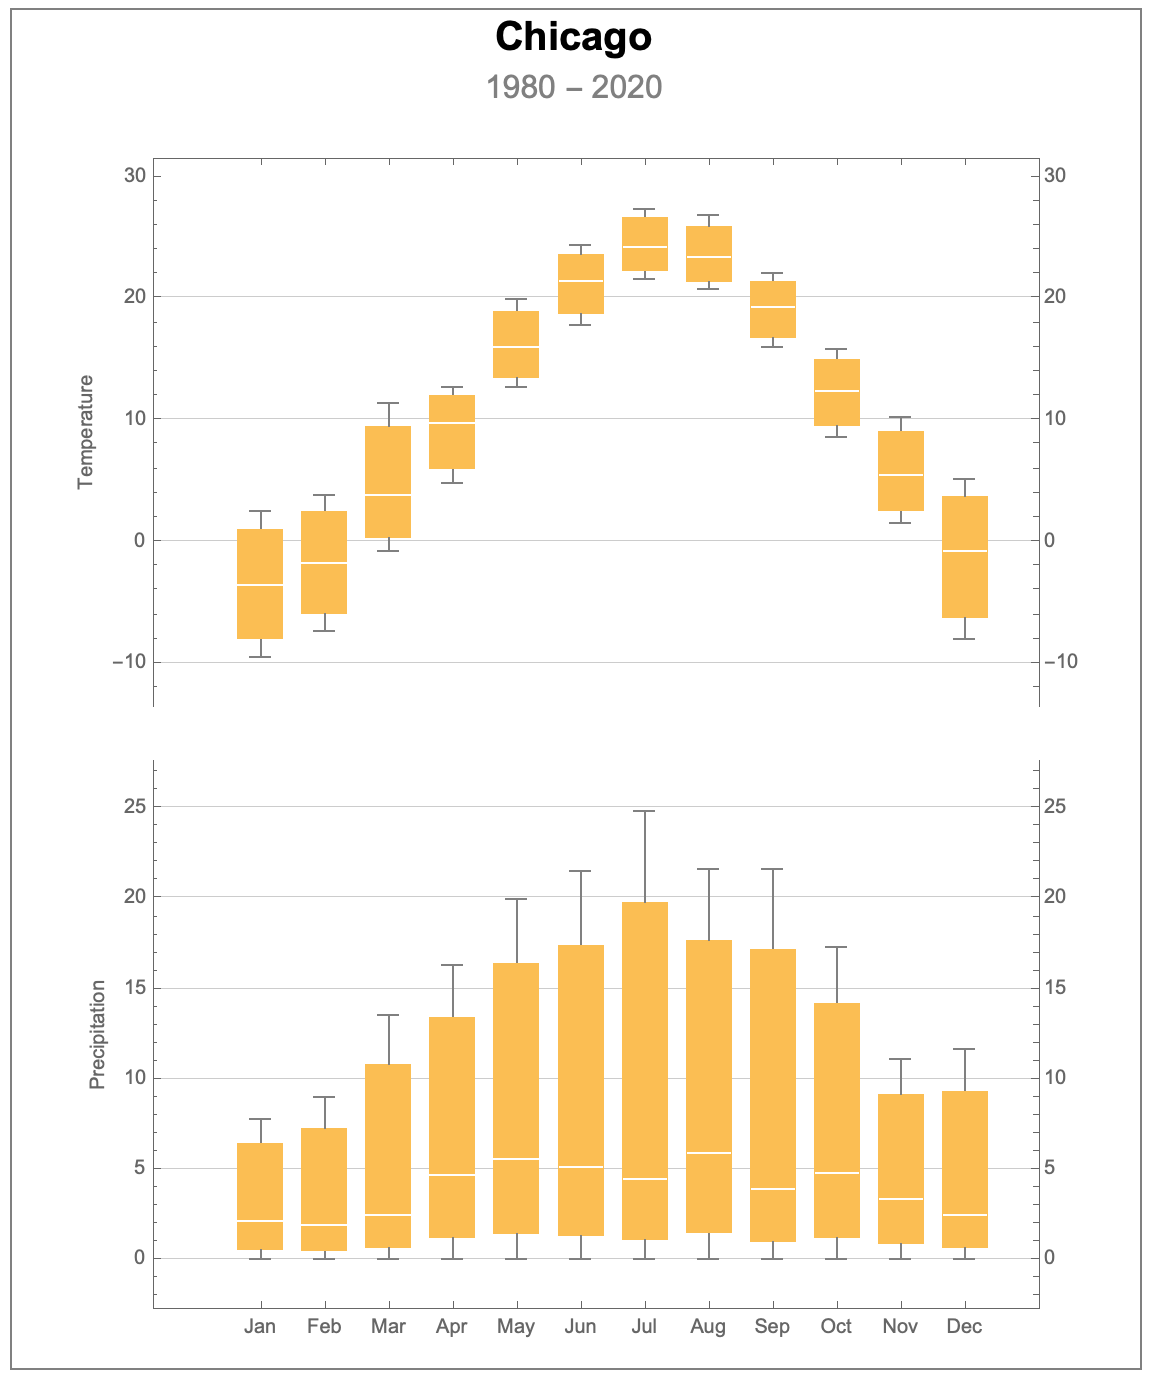 Chicago
1980 – 2020
30 30
20 20
10 10
0 0
–10 –10
Temperature
25 25
20 20
15 15
10 10
5 5
0 0
Precipitation
Jan Feb Mar Apr May Jun Jul Aug Sep Oct Nov Dec